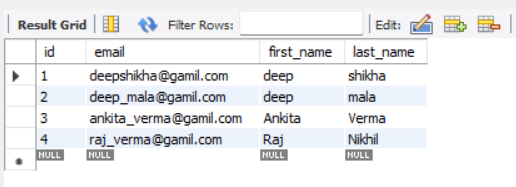 Result Grid Filter Rows: Edit:
id email first_name last_name
1 deepshikha@gamil.com deep shikha
2 deep_mala@gamil.com deep mala
3 ankita_verma@gamil.com Ankita Verma
4 raj_verma@gamil.com Raj Nikhil
NULL NULL NULL NULL